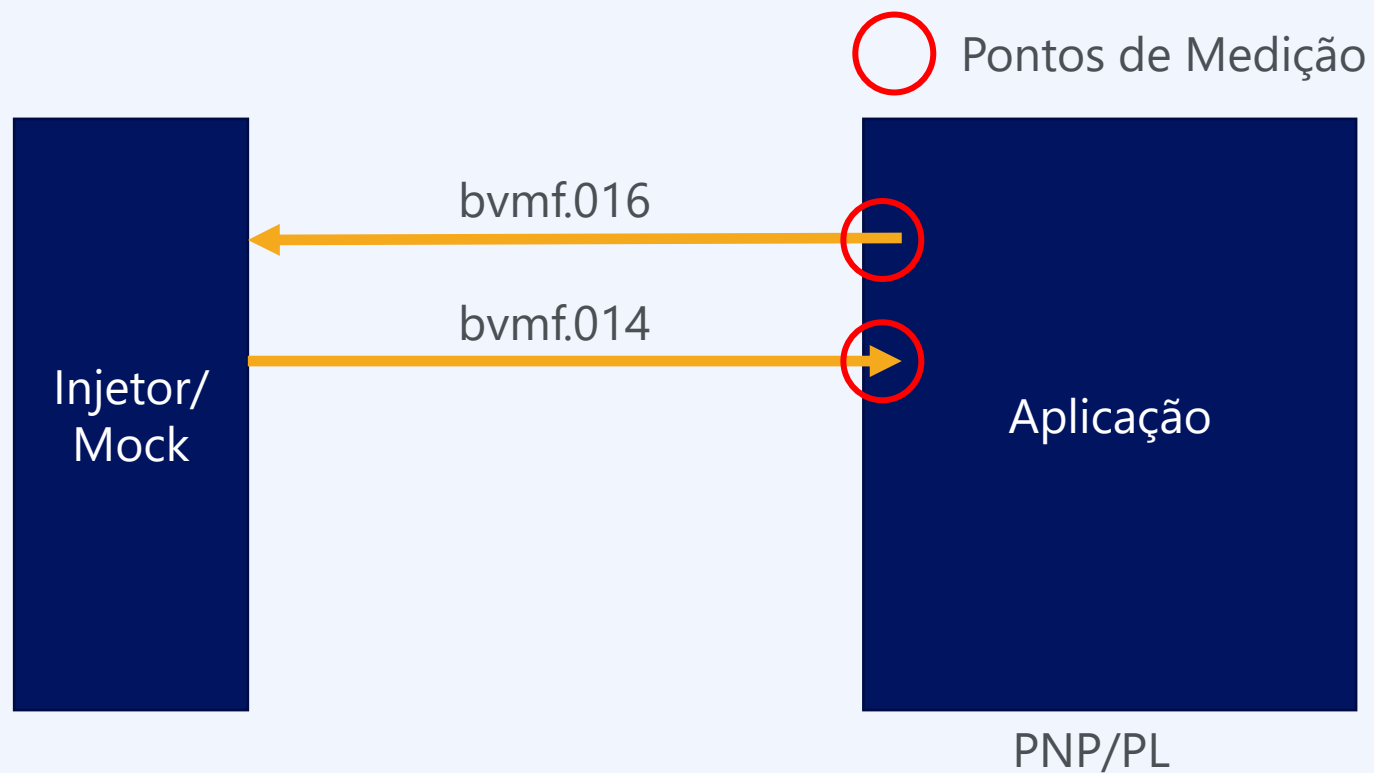 Pontos de Medição
bvmf.016
bvmf.014
Injetor/
Mock
Aplicação
PNP/PL